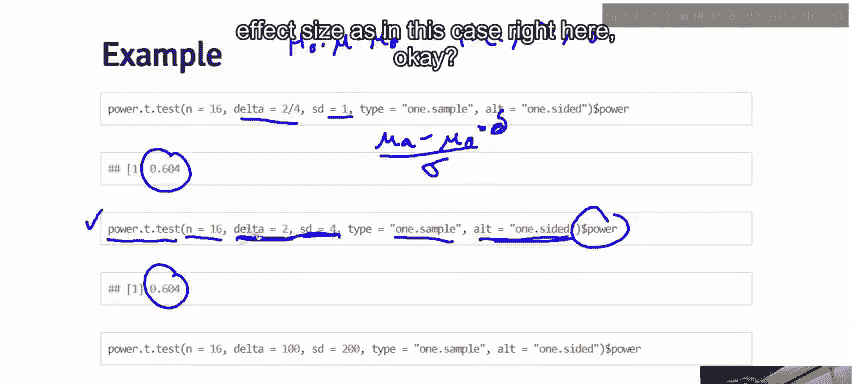 effect size as in this case right here,
okay?
Example
power.t.test(n = 16, delta = 2/4, sd = 1, type = "one.sample", alt = "one.sided")$power
μa - μ0 = δ
σ
## [1] 0.604
power.t.test(n = 16, delta = 2, sd = 4, type = "one.sample", alt = "one.sided")$power
## [1] 0.604
power.t.test(n = 16, delta = 100, sd = 200, type = "one.sample", alt = "one.sided")$power